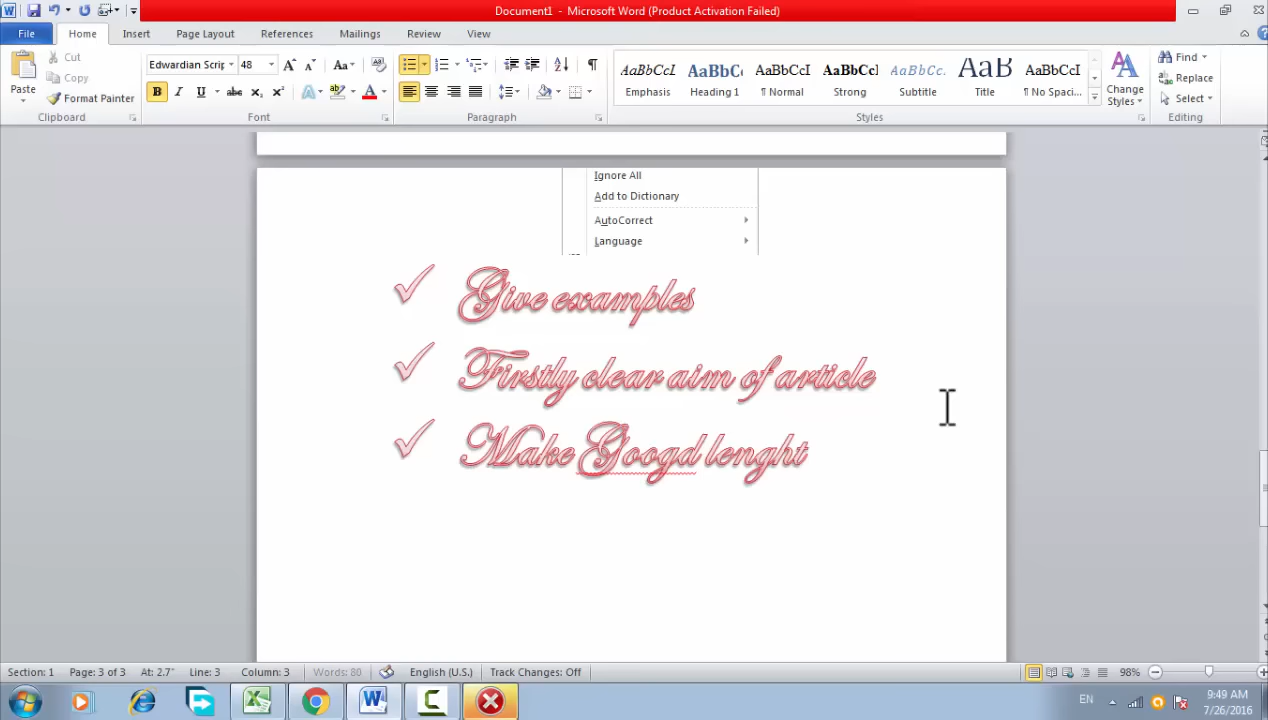 Document1 - Microsoft Word (Product Activation Failed)
File Home Insert Page Layout References Mailings Review View
Paste
Cut
Copy
Format Painter
Clipboard
Edwardian Scrip 48
Font
Paragraph
AaBbCcI AaBbCc AaBbCcI AaBbCcI AaBbCc. AaB AaBbCcI
Emphasis Heading 1 ¶ Normal Strong Subtitle Title ¶ No Spaci...
Styles
Change Styles
Find
Replace
Select
Editing
Ignore All
Add to Dictionary
AutoCorrect
Language
Give examples
Firstly clear aim of article
Make Googd lenght
Section: 1 Page: 3 of 3 At: 2.7" Line: 3 Column: 3 Words: 80 English (U.S.) Track Changes: Off 98%
EN
9:49 AM
7/26/2016